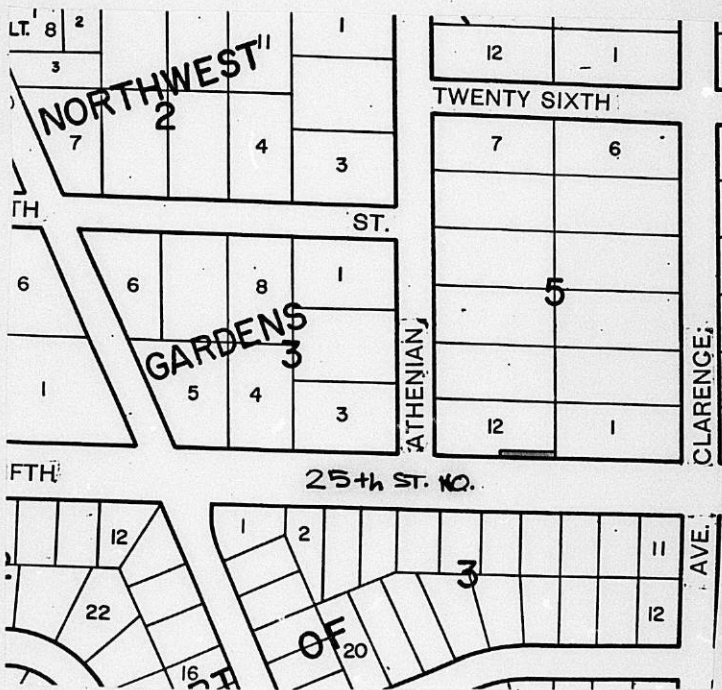 LT. 8 2
1
12 1
3
NORTHWEST"
2
TWENTY SIXTH
7
4
3
7 6
TH
ST.
6
6
8
1
5
GARDENS
3
ATHENIAN
CLARENCE
1
5
4
3
12
1
FTH
25th ST. NO.
12
1
2
3
11
AVE.
22
12
OF
20
16